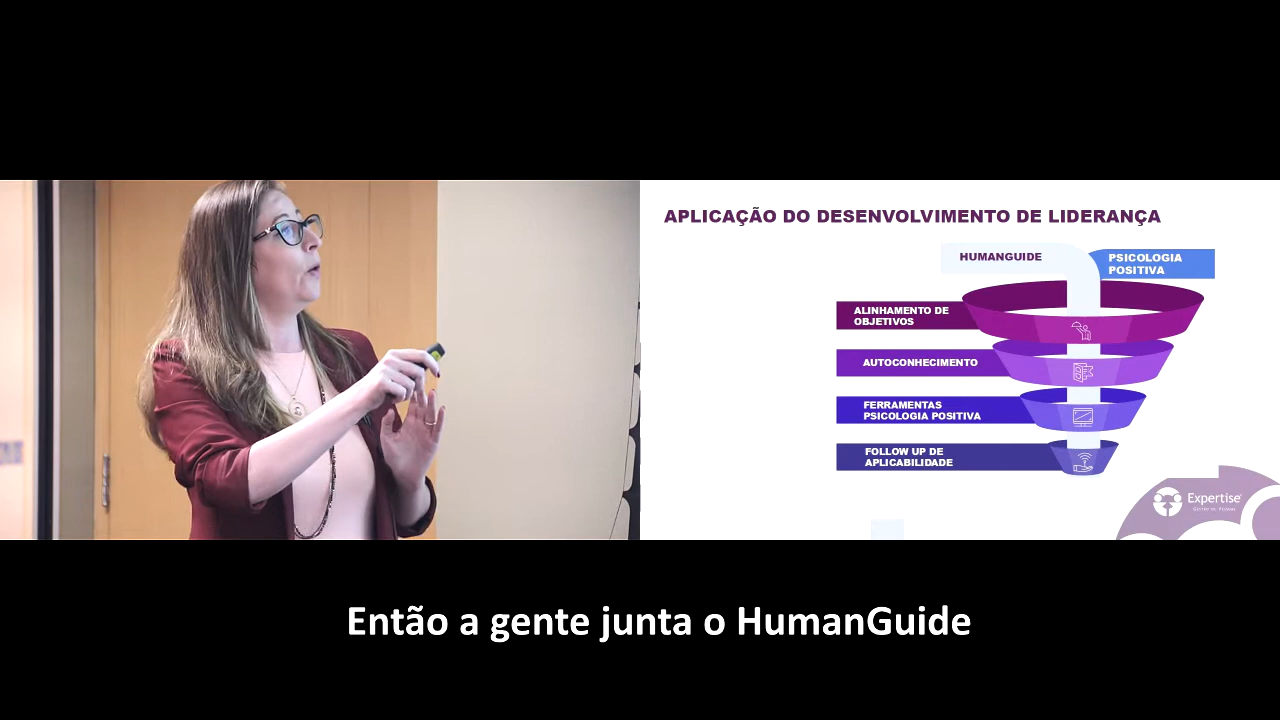 APLICAÇÃO DO DESENVOLVIMENTO DE LIDERANÇA
HUMANGUIDE
PSICOLOGIA
POSITIVA
ALINHAMENTO DE
OBJETIVOS
AUTOCONHECIMENTO
FERRAMENTAS
PSICOLOGIA POSITIVA
FOLLOW UP DE
APLICABILIDADE
Expertise
Então a gente junta o HumanGuide